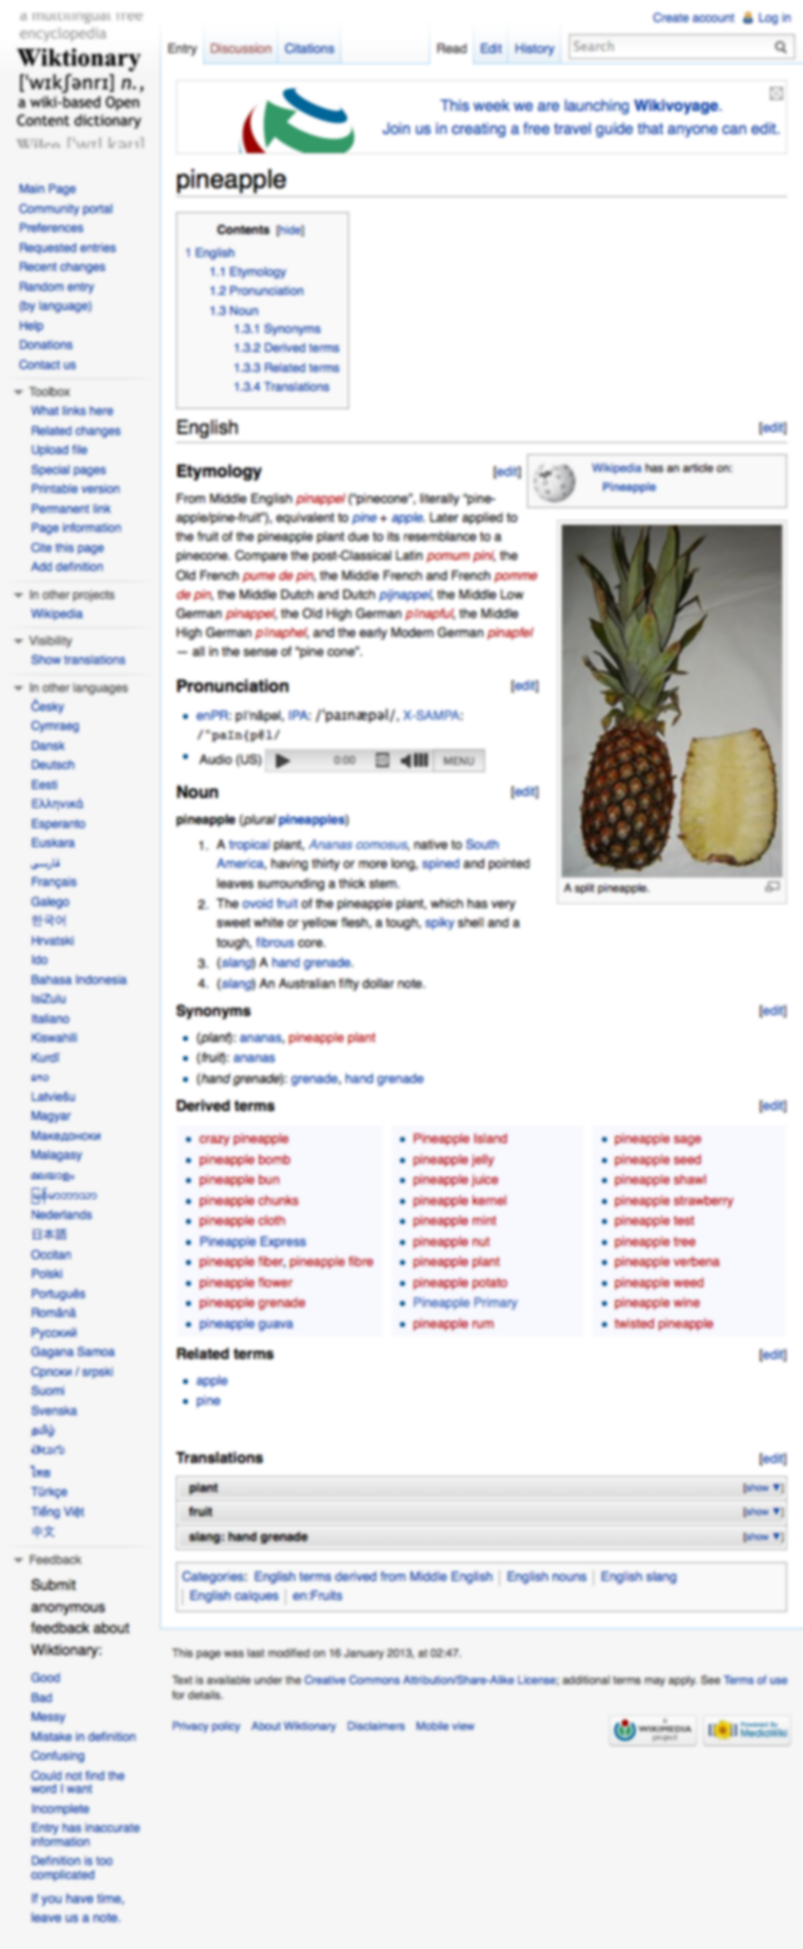 a multilingual free
encyclopedia
Wiktionary
[ˈwɪkʃənrɪ] n.,
a wiki-based Open
Content dictionary
Create account Log in
Entry Discussion Citations Read Edit History Search
This week we are launching Wikivoyage.
Join us in creating a free travel guide that anyone can edit.
Main Page
Community portal
Preferences
Requested entries
Recent changes
Random entry
(by language)
Help
Donations
Contact us
Toolbox
What links here
Related changes
Upload file
Special pages
Printable version
Permanent link
Page information
Cite this page
Add definition
In other projects
Wikipedia
Visibility
Show translations
In other languages
Česky
Cymraeg
Dansk
Deutsch
Eesti
Ελληνικά
Esperanto
Euskara
فارسی
Français
Galego
한국어
Hrvatski
Ido
Bahasa Indonesia
IsiZulu
Italiano
Kiswahili
Kurdî
ລາວ
Latviešu
Magyar
Македонски
Malagasy
മലയാളം
မြန်မာဘာသာ
Nederlands
日本語
Occitan
Polski
Português
Română
Русский
Gagana Samoa
Српски / srpski
Suomi
Svenska
தமிழ்
తెలుగు
ไทย
Türkçe
Tiếng Việt
中文
Feedback
Submit
anonymous
feedback about
Wiktionary:
Good
Bad
Messy
Mistake in definition
Confusing
Could not find the
word I want
Incomplete
Entry has inaccurate
information
Definition is too
complicated
If you have time,
leave us a note.
pineapple
Contents [hide]
1 English
1.1 Etymology
1.2 Pronunciation
1.3 Noun
1.3.1 Synonyms
1.3.2 Derived terms
1.3.3 Related terms
1.3.4 Translations
English [edit]
Etymology [edit]
Wikipedia has an article on:
Pineapple
From Middle English pinappel (“pinecone”, literally “pine-
apple/pine-fruit”), equivalent to pine + apple. Later applied to
the fruit of the pineapple plant due to its resemblance to a
pinecone. Compare the post-Classical Latin pomum pini, the
Old French pume de pin, the Middle French and French pomme
de pin, the Middle Dutch and Dutch pijnappel, the Middle Low
German pinappel, the Old High German pīnapful, the Middle
High German pīnaphel, and the early Modern German pinapfel
— all in the sense of “pine cone”.
A split pineapple.
Pronunciation [edit]
enPR: pī'năpəl, IPA: /ˈpaɪnæpəl/, X-SAMPA:
/"paIn{p@l/
Audio (US) 0:00 MENU
Noun [edit]
pineapple (plural pineapples)
1. A tropical plant, Ananas comosus, native to South
America, having thirty or more long, spined and pointed
leaves surrounding a thick stem.
2. The ovoid fruit of the pineapple plant, which has very
sweet white or yellow flesh, a tough, spiky shell and a
tough, fibrous core.
3. (slang) A hand grenade.
4. (slang) An Australian fifty dollar note.
Synonyms [edit]
(plant): ananas, pineapple plant
(fruit): ananas
(hand grenade): grenade, hand grenade
Derived terms [edit]
crazy pineapple
pineapple bomb
pineapple bun
pineapple chunks
pineapple cloth
Pineapple Express
pineapple fiber, pineapple fibre
pineapple flower
pineapple grenade
pineapple guava
Pineapple Island
pineapple jelly
pineapple juice
pineapple kernel
pineapple mint
pineapple nut
pineapple plant
pineapple potato
Pineapple Primary
pineapple rum
pineapple sage
pineapple seed
pineapple shawl
pineapple strawberry
pineapple test
pineapple tree
pineapple verbena
pineapple weed
pineapple wine
twisted pineapple
Related terms [edit]
apple
pine
Translations [edit]
plant [show ▼]
fruit [show ▼]
slang: hand grenade [show ▼]
Categories: English terms derived from Middle English | English nouns | English slang
| English calques | en:Fruits
This page was last modified on 16 January 2013, at 02:47.
Text is available under the Creative Commons Attribution/Share-Alike License; additional terms may apply. See Terms of use
for details.
Privacy policy About Wiktionary Disclaimers Mobile view
a
WIKIMEDIA
project
Powered By
MediaWiki